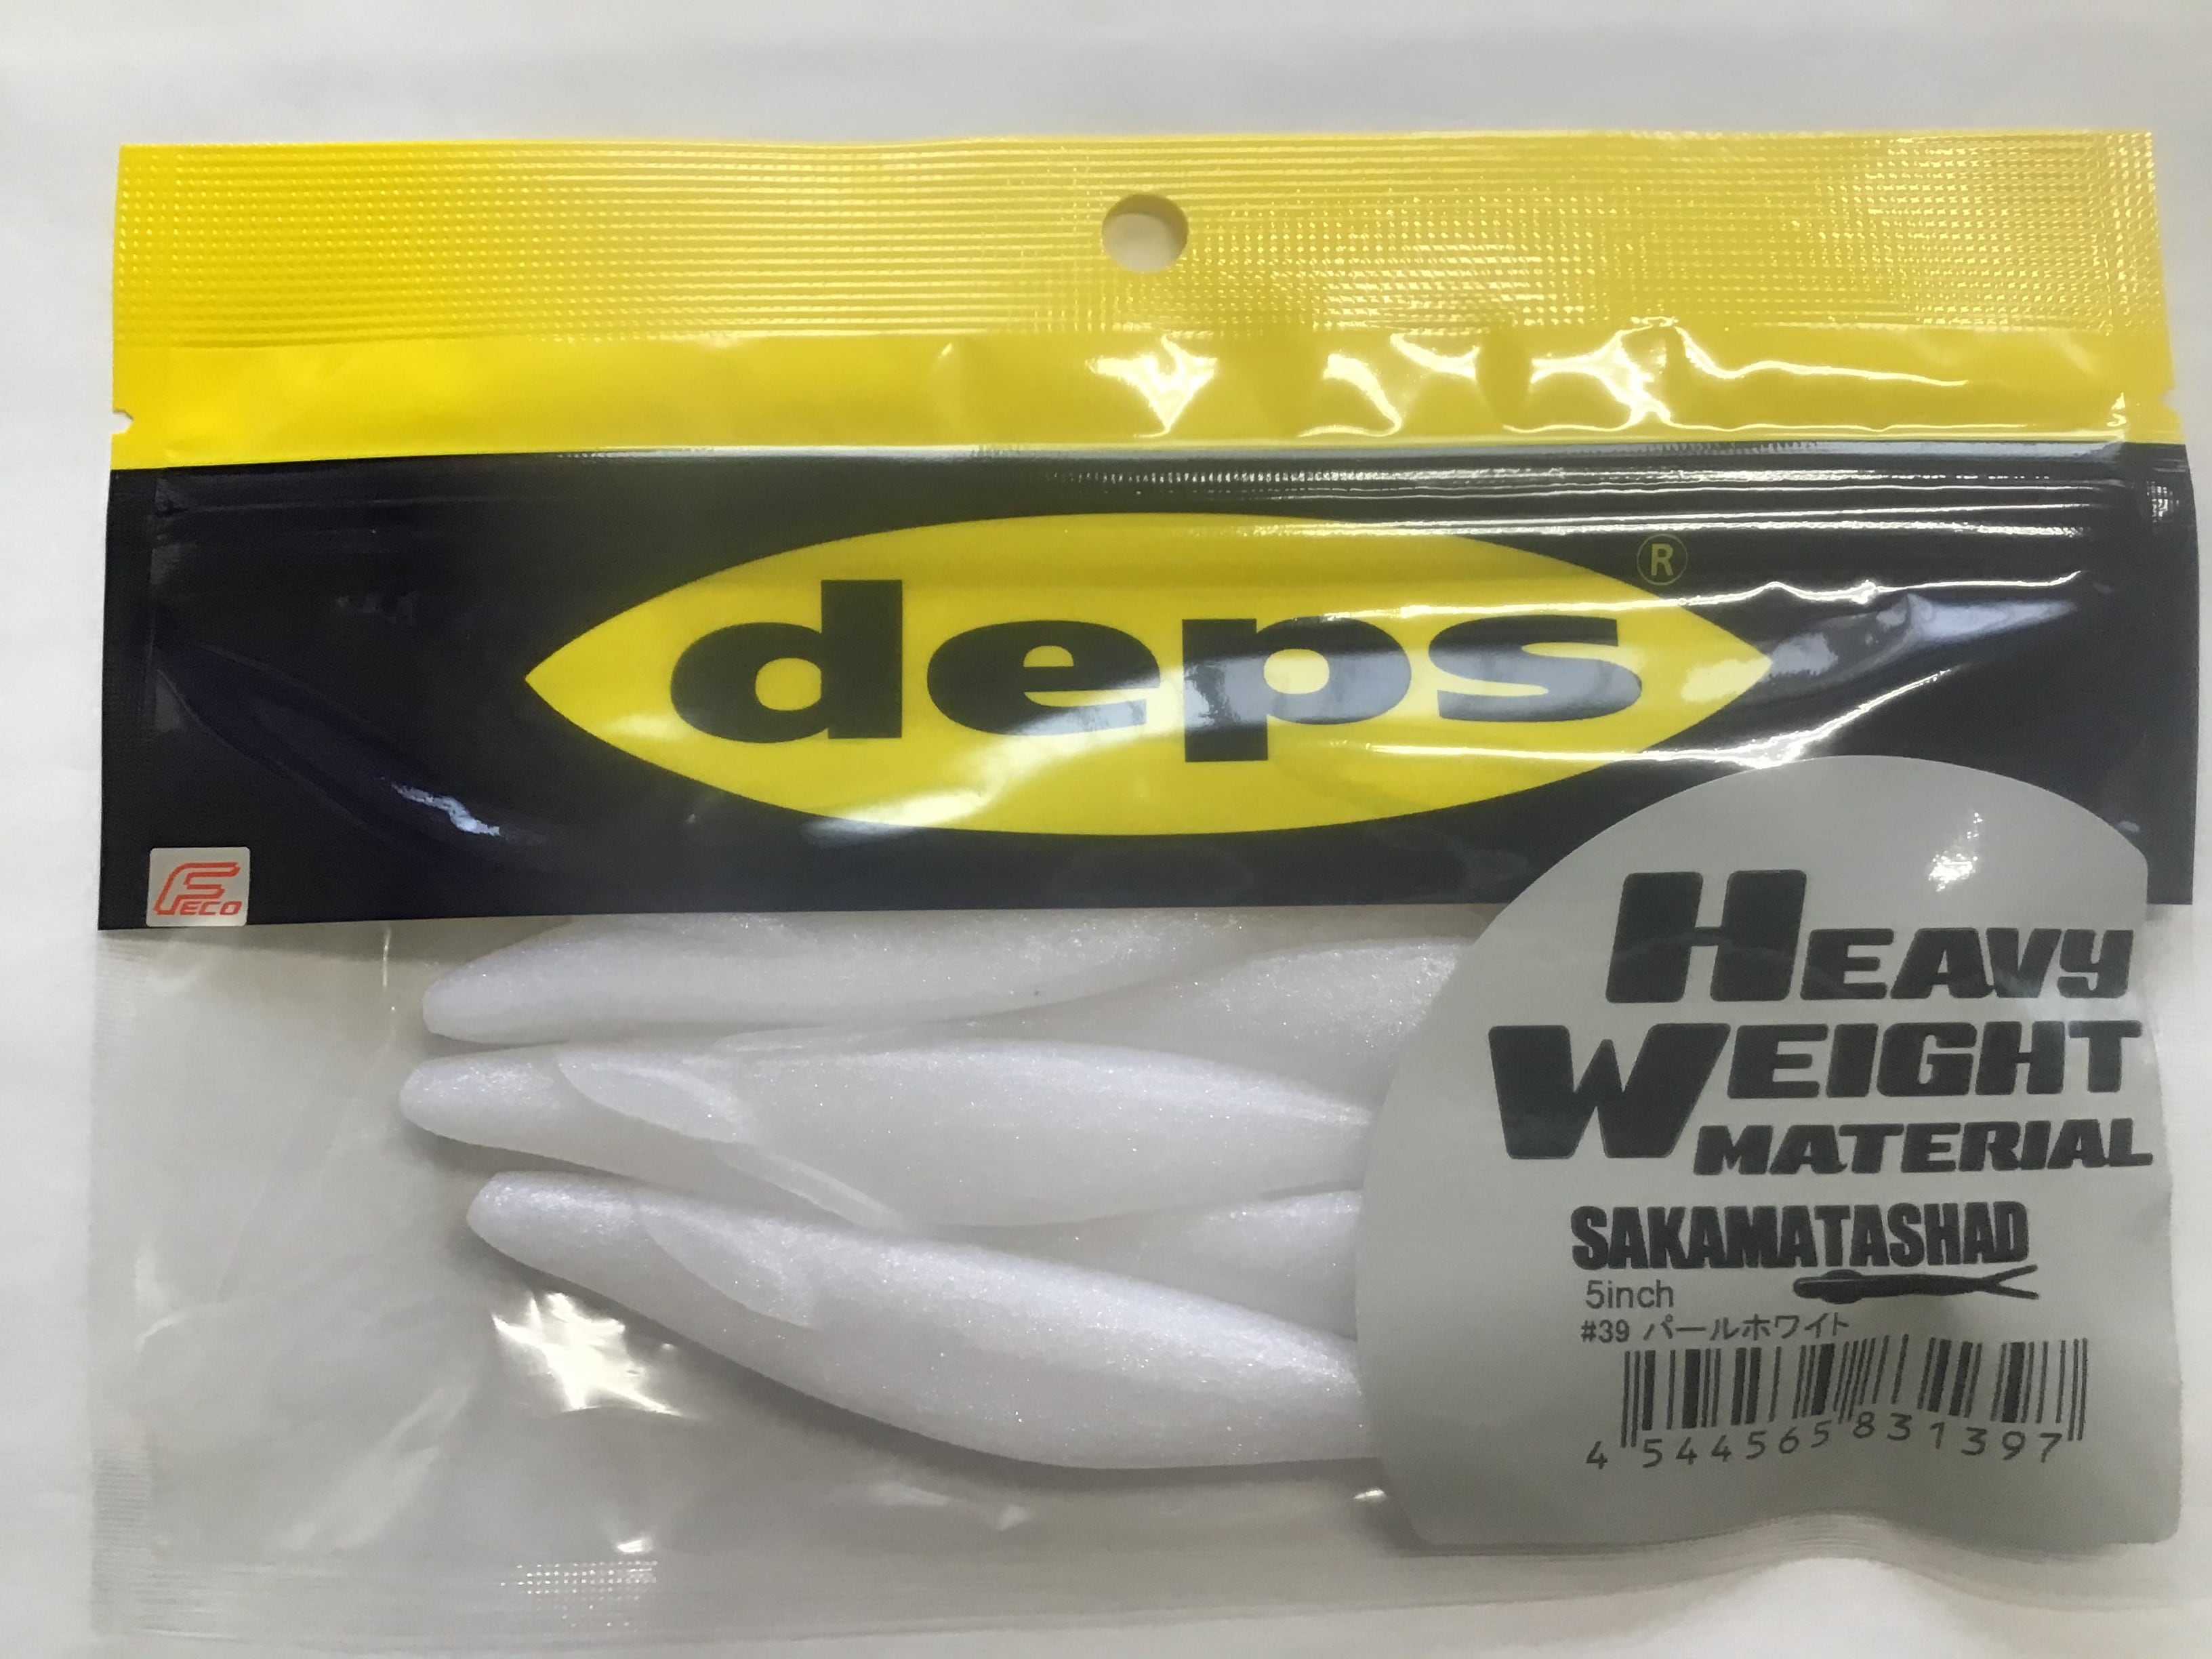 deps
®
FECO
HEAVY
WEIGHT
MATERIAL
SAKAMATASHAD
5inch
#39 パールホワイト
4 544565 831397